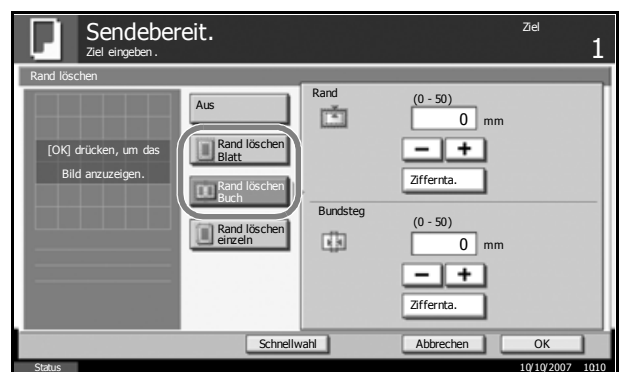 Sendebereit.
Ziel eingeben.
Ziel
1
Rand löschen
[OK] drücken, um das
Bild anzuzeigen.
Aus
Rand löschen
Blatt
Rand löschen
Buch
Rand löschen
einzeln
Rand
(0 - 50)
0 mm
Ziffernta.
Bundsteg
(0 - 50)
0 mm
Ziffernta.
Schnellwahl
Abbrechen
OK
Status
10/10/2007 1010